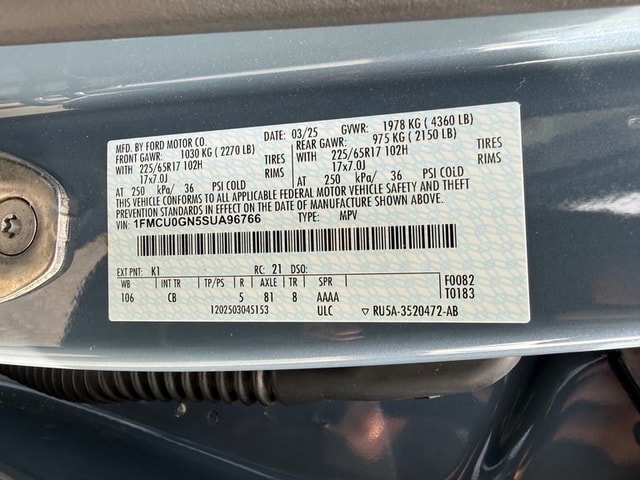 MFD. BY FORD MOTOR CO. DATE: 03/25 GVWR: 1978 KG ( 4360 LB)
FRONT GAWR: 1030 KG ( 2270 LB) REAR GAWR: 975 KG ( 2150 LB)
WITH 225/65R17 102H TIRES WITH 225/65R17 102H TIRES
17x7.0J RIMS 17x7.0J RIMS
AT 250 kPa/ 36 PSI COLD AT 250 kPa/ 36 PSI COLD
THIS VEHICLE CONFORMS TO ALL APPLICABLE FEDERAL MOTOR VEHICLE SAFETY AND THEFT
PREVENTION STANDARDS IN EFFECT ON THE DATE OF MANUFACTURE SHOWN ABOVE.
VIN: 1FMCU0GN5SUA96766 TYPE: MPV
EXT PNT: K1 RC: 21 DSO:
WB INT TR TP/PS R AXLE TR SPR F0082
106 CB 5 81 8 AAAA T0183
1202503045153 ULC RU5A-3520472-AB